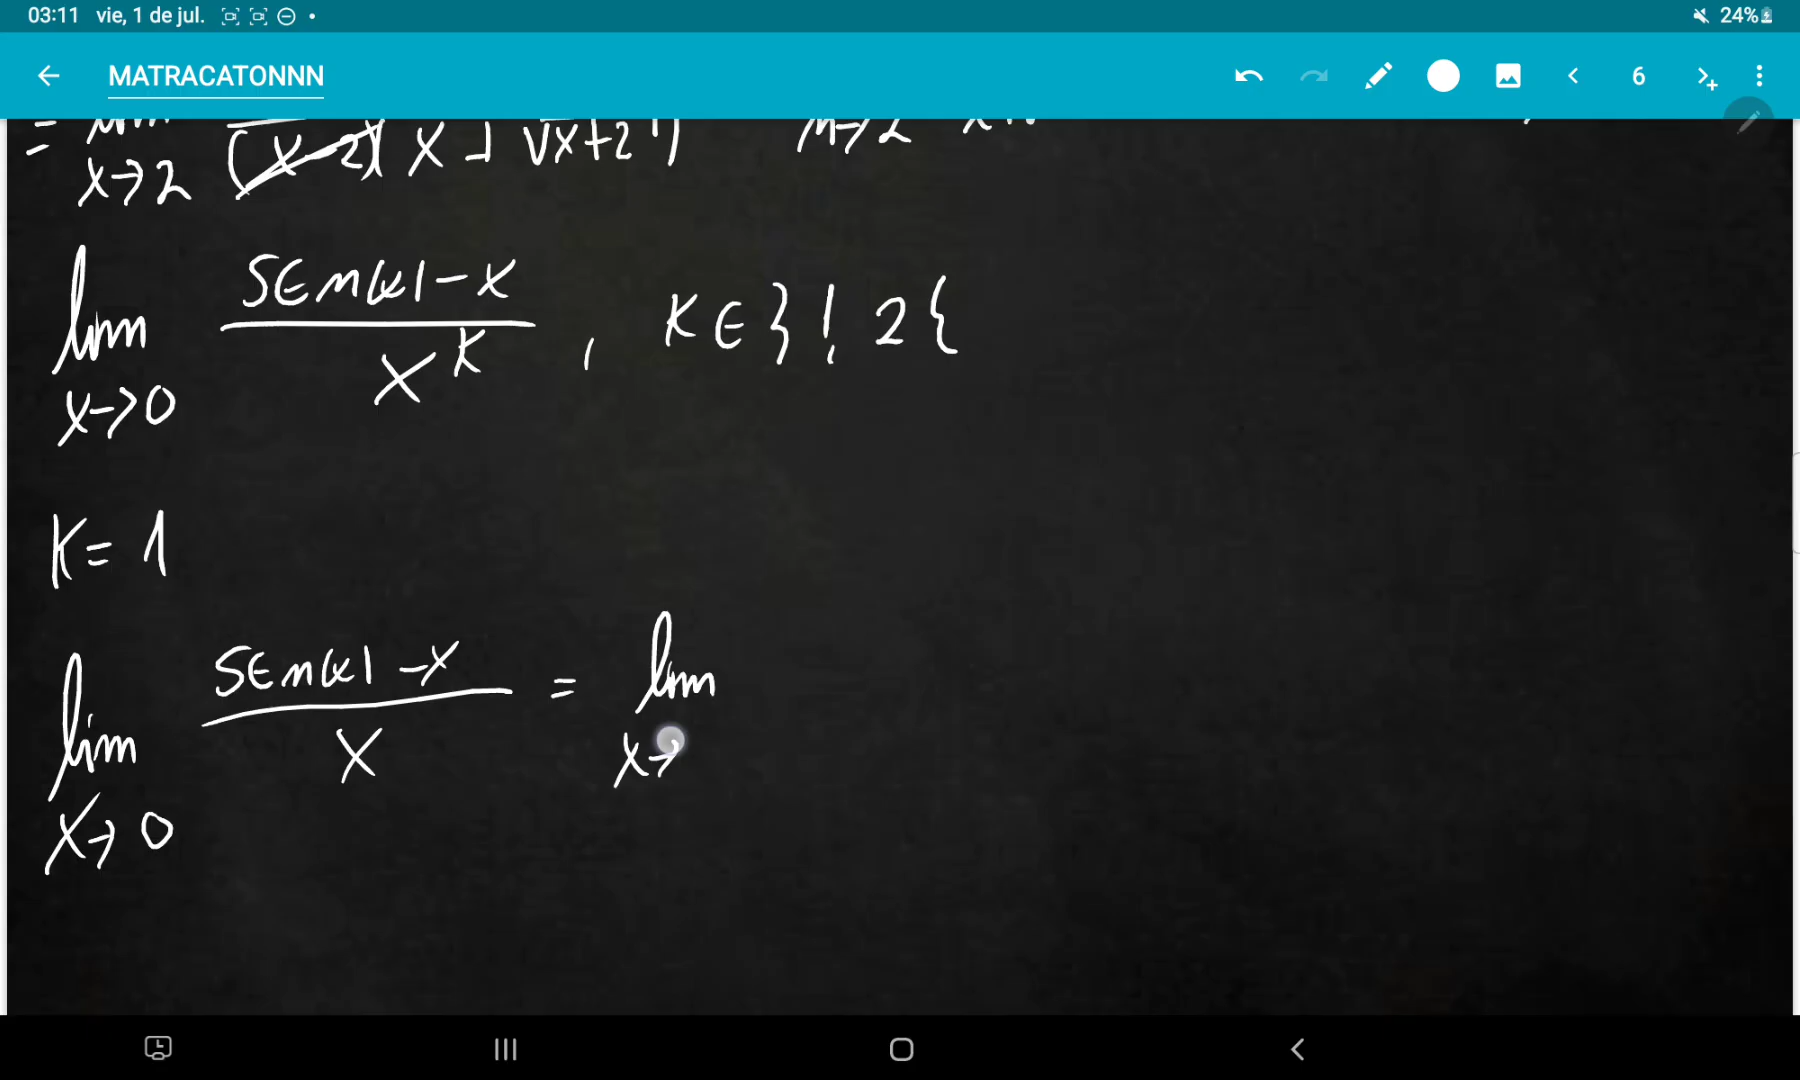 03:11 vie, 1 de jul. 24%
MATRACATONNN 6
x→2 (x-2)
lim x→0 (SEn(x)-x)/x^K , K∈}! 2{
K=1
lim x→0 (SEn(x)-x)/x = lim x→